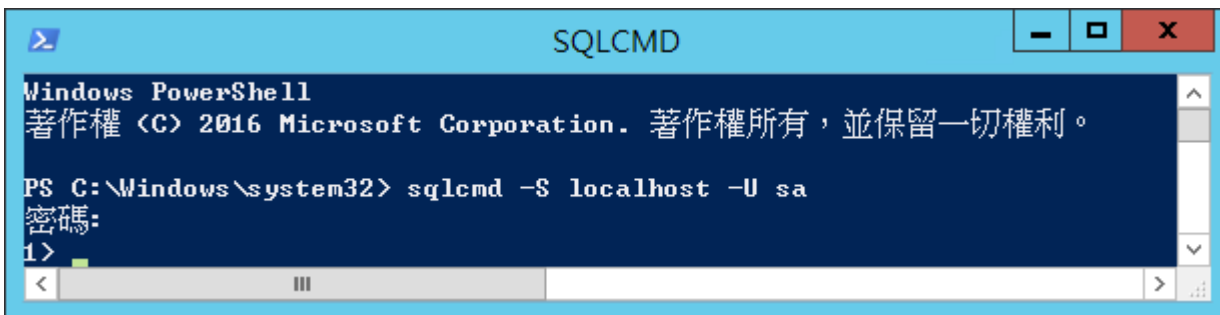 SQLCMD
Windows PowerShell
著作權 (C) 2016 Microsoft Corporation. 著作權所有，並保留一切權利。
PS C:\Windows\system32> sqlcmd -S localhost -U sa
密碼:
1>